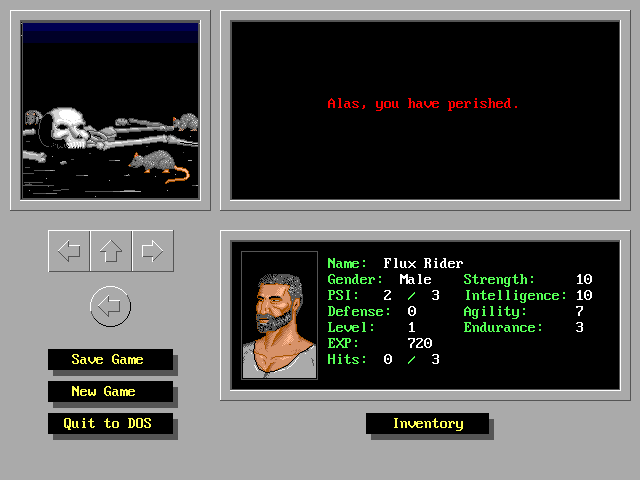 Alas, you have perished.
Name: Flux Rider
Gender: Male Strength: 10
PSI: 2 / 3 Intelligence: 10
Defense: 0 Agility: 7
Level: 1 Endurance: 3
EXP: 720
Hits: 0 / 3
Save Game
New Game
Quit to DOS
Inventory